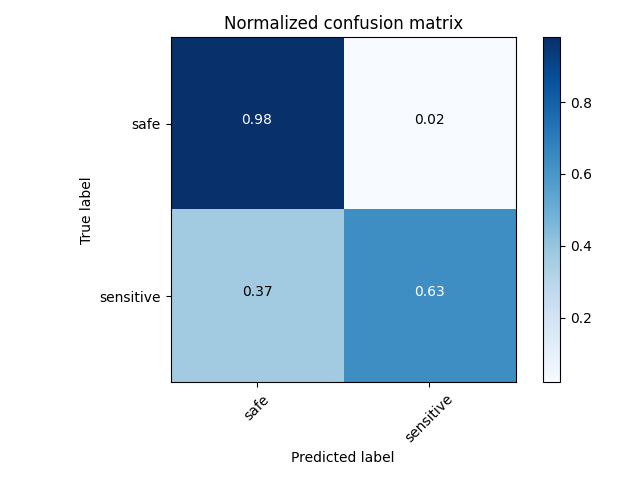 Normalized confusion matrix
safe
0.98
0.02
0.8
0.6
0.4
0.2
True label
sensitive
0.37
0.63
safe
sensitive
Predicted label